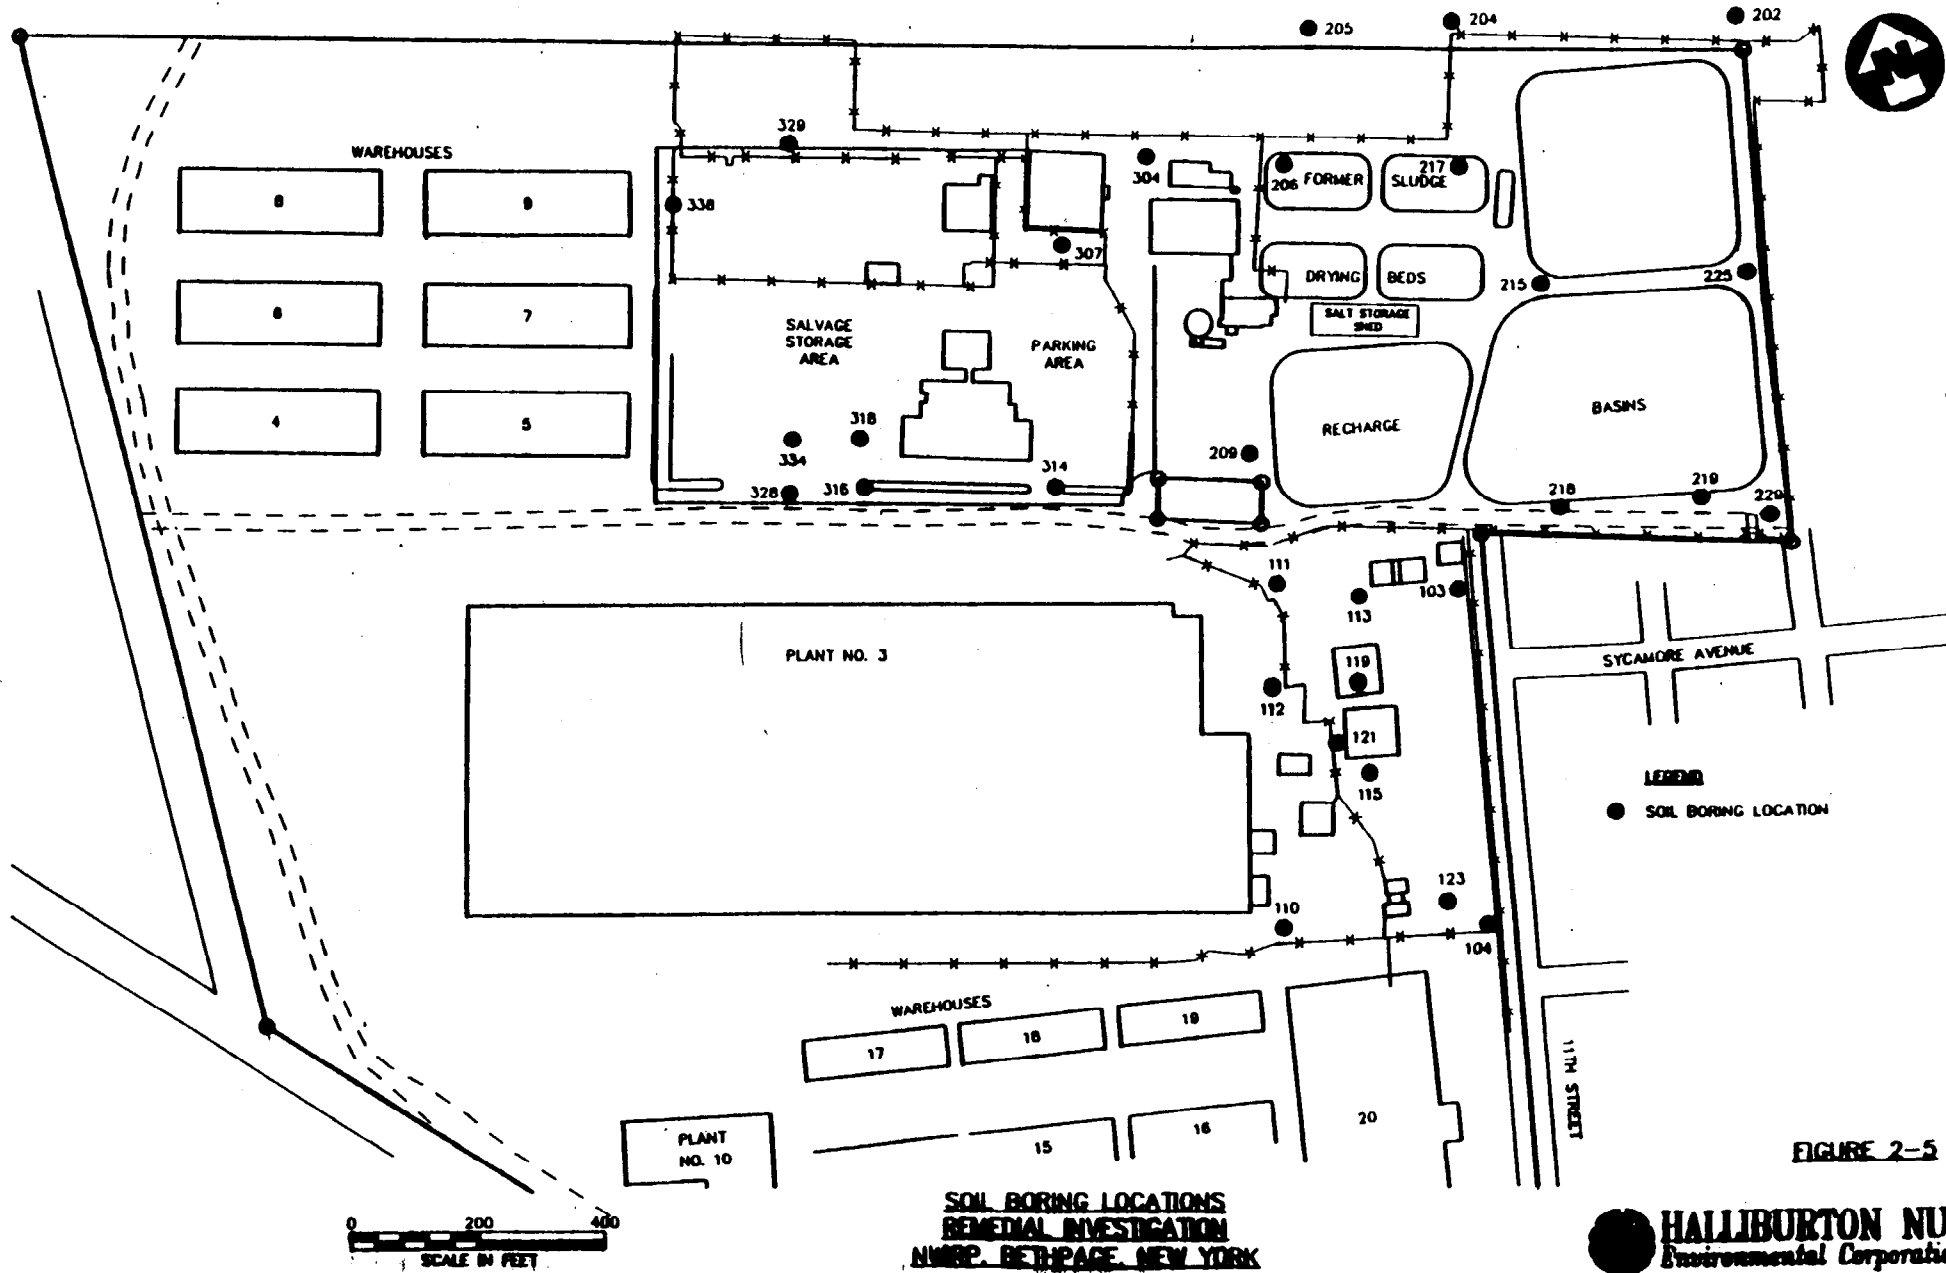 205
204
202
N
329
WAREHOUSES
304
206
FORMER
217
SLUDGE
8
9
338
307
DRYING
BEDS
215
225
6
7
SALVAGE
STORAGE
AREA
PARKING
AREA
SALT STORAGE
SHED
4
5
318
334
314
209
RECHARGE
BASINS
328
316
218
219
229
111
113
103
PLANT NO. 3
119
SYCAMORE AVENUE
112
121
115
LEGEND
SOIL BORING LOCATION
123
110
104
WAREHOUSES
17
18
19
11TH STREET
20
PLANT
NO. 10
15
16
FIGURE 2-5
0 200 400
SCALE IN FEET
SOIL BORING LOCATIONS
REMEDIAL INVESTIGATION
NWIRP, BETHPAGE, NEW YORK
HALLIBURTON NU
Environmental Corporatio